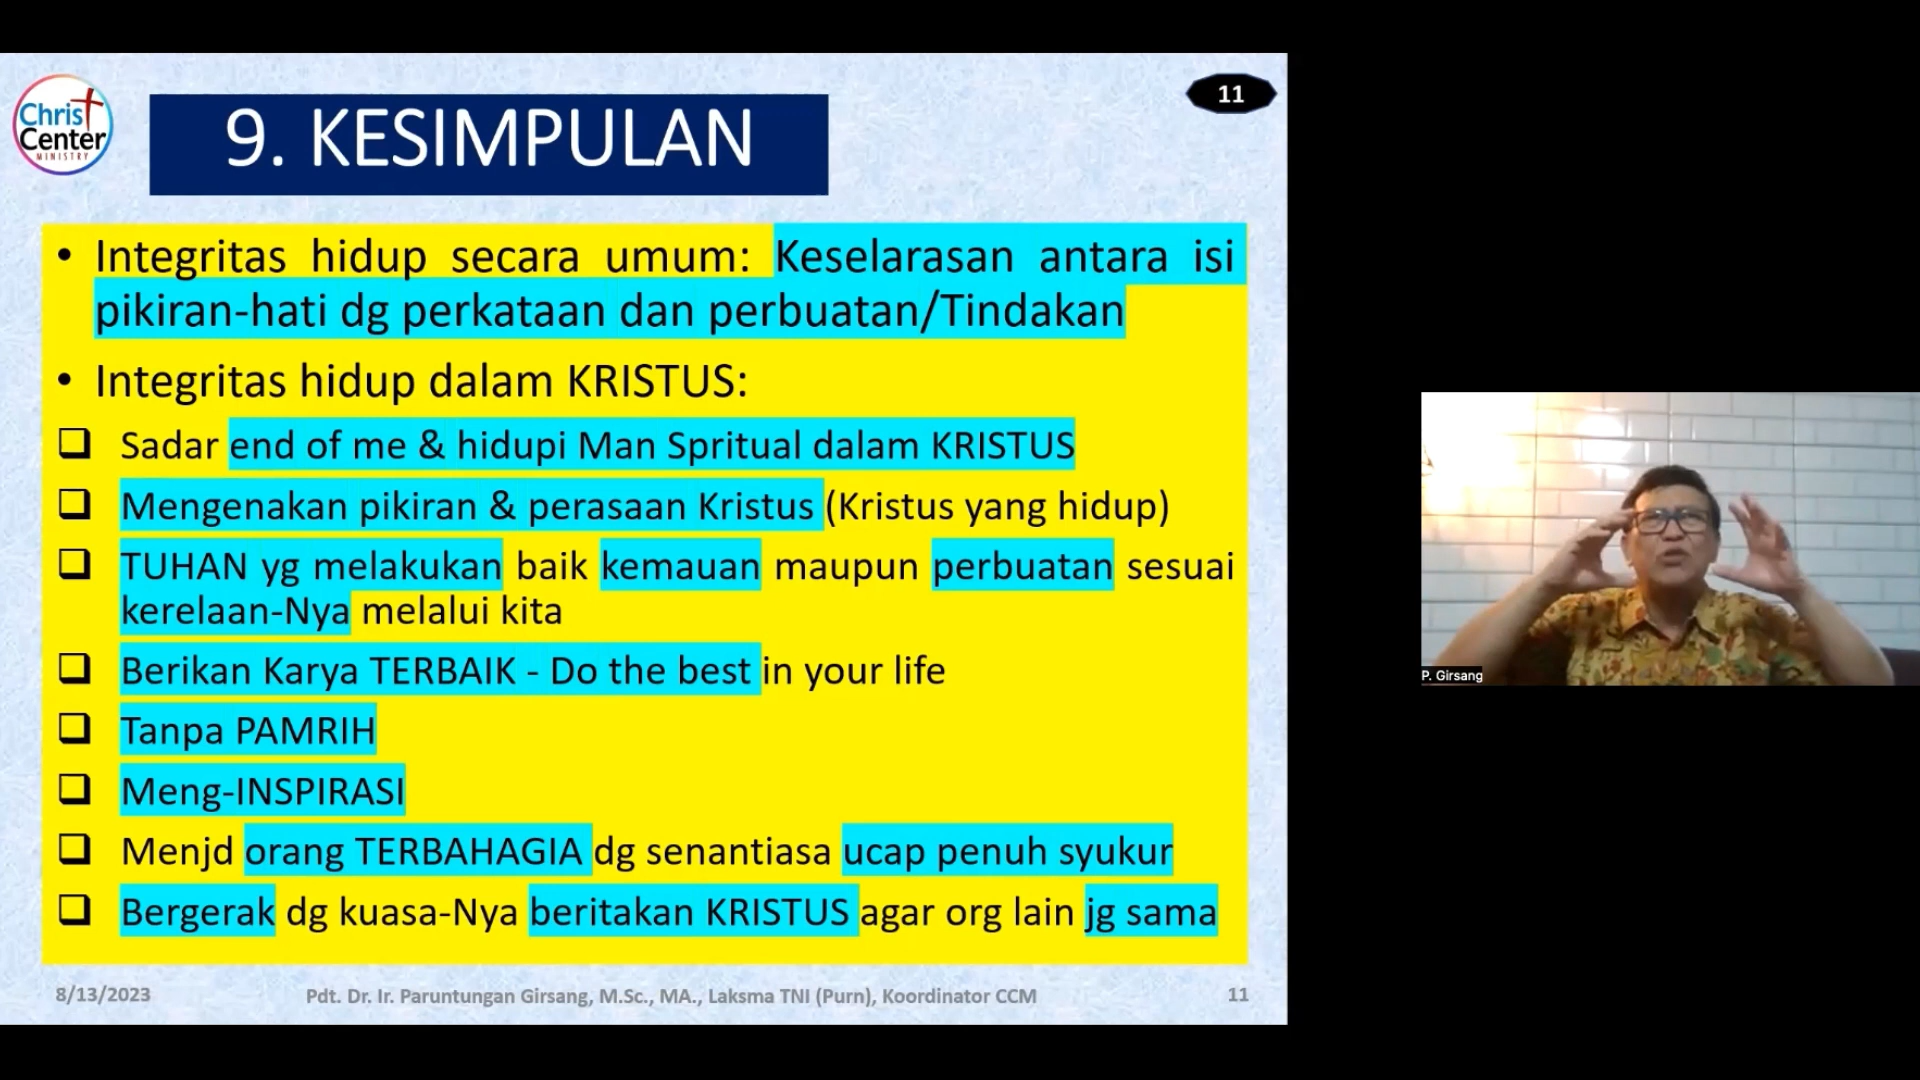 Christ
Center
MINISTRY
9. KESIMPULAN
11
• Integritas hidup secara umum: Keselarasan antara isi
pikiran-hati dg perkataan dan perbuatan/Tindakan
• Integritas hidup dalam KRISTUS:
❑ Sadar end of me & hidupi Man Spritual dalam KRISTUS
❑ Mengenakan pikiran & perasaan Kristus (Kristus yang hidup)
❑ TUHAN yg melakukan baik kemauan maupun perbuatan sesuai
kerelaan-Nya melalui kita
❑ Berikan Karya TERBAIK - Do the best in your life
❑ Tanpa PAMRIH
❑ Meng-INSPIRASI
❑ Menjd orang TERBAHAGIA dg senantiasa ucap penuh syukur
❑ Bergerak dg kuasa-Nya beritakan KRISTUS agar org lain jg sama
8/13/2023
Pdt. Dr. Ir. Paruntungan Girsang, M.Sc., MA., Laksma TNI (Purn), Koordinator CCM
11
P. Girsang